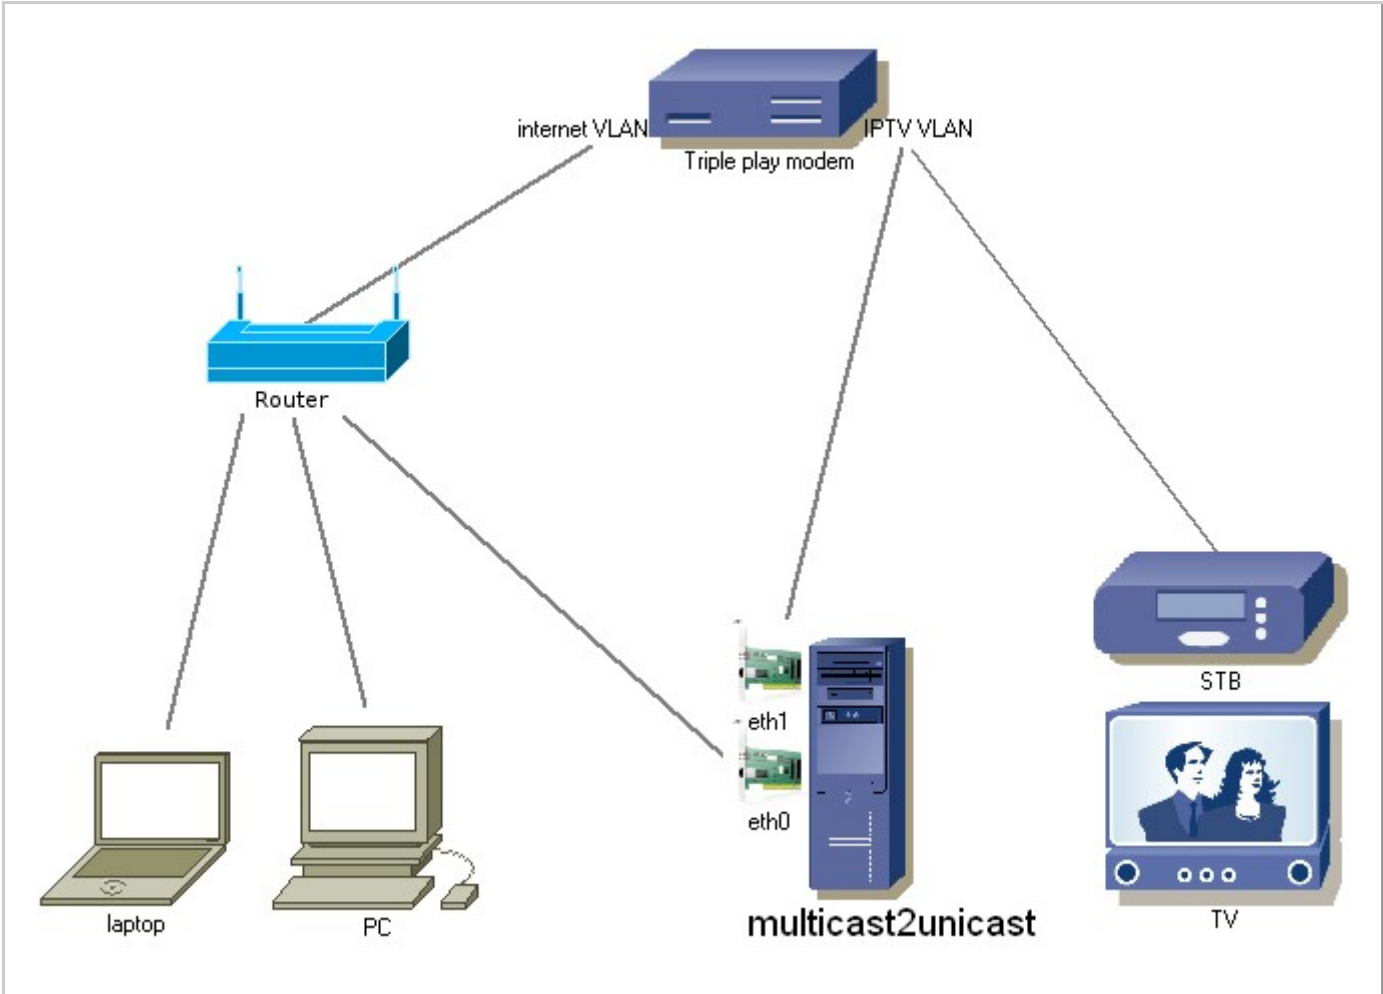 internet VLAN
IPTV VLAN
Triple play modem
Router
eth1
eth0
STB
laptop
PC
multicast2unicast
TV